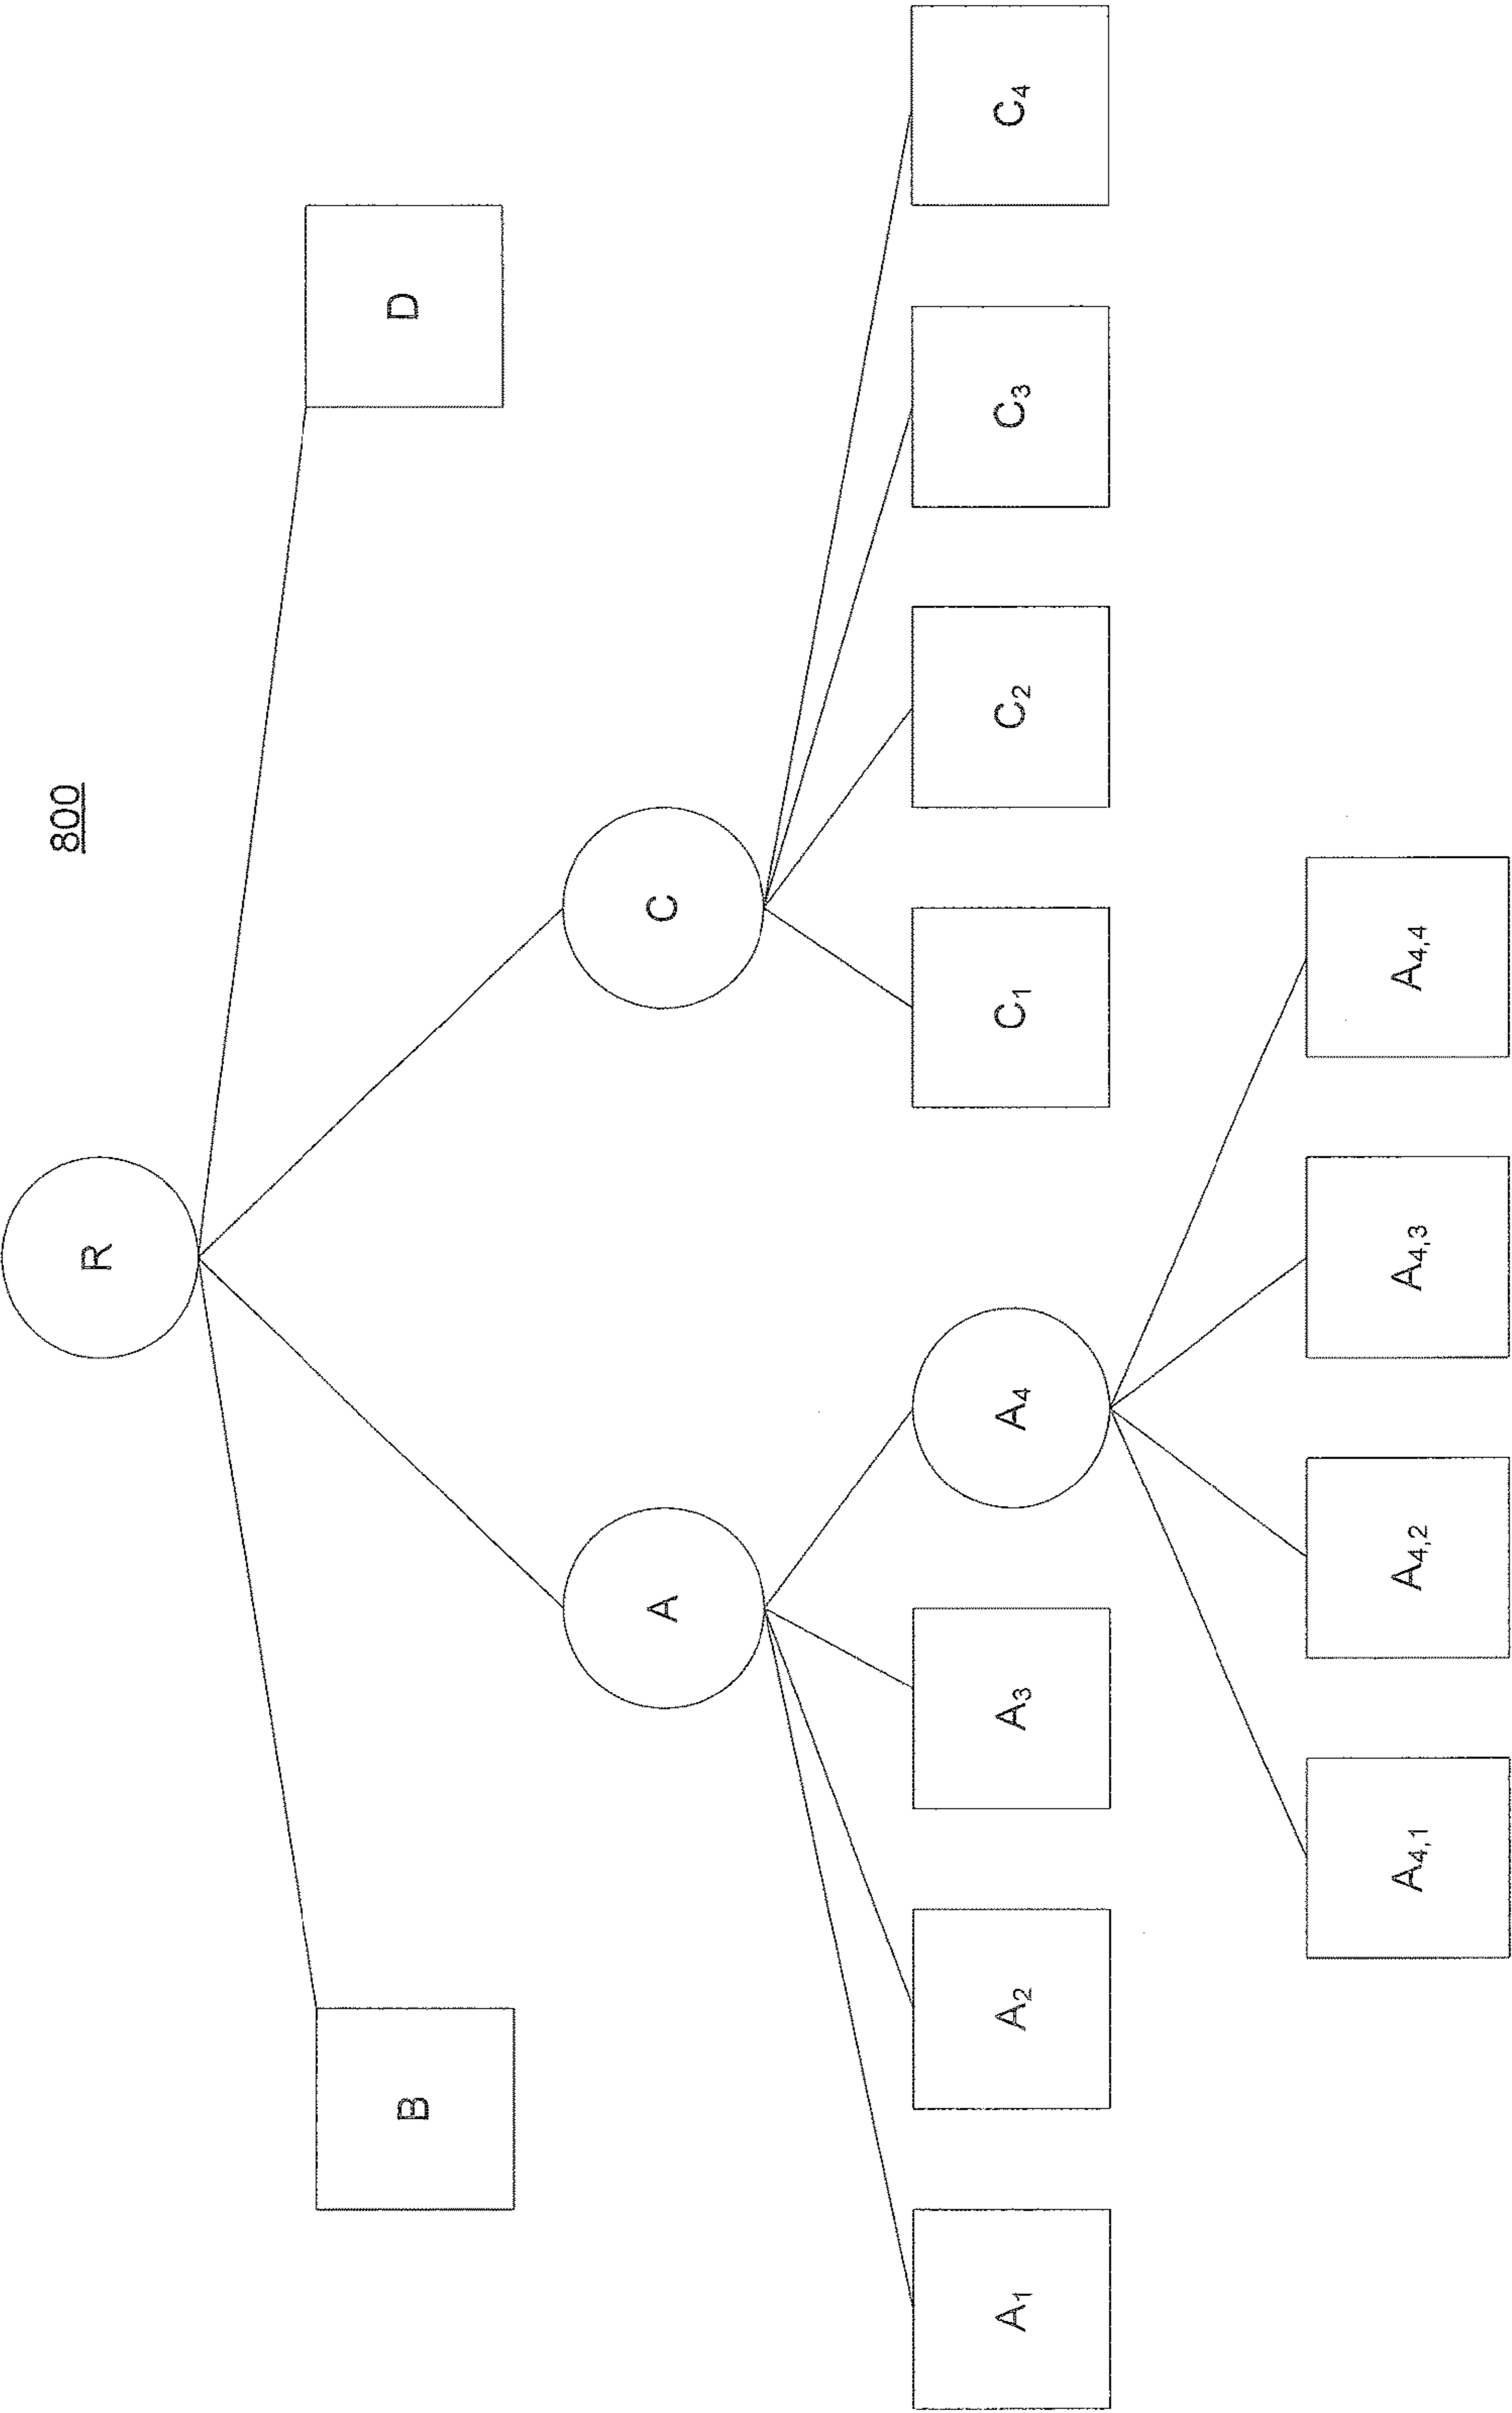 800
R
B
D
A
C
A₁
A₂
A₃
A₄
C₁
C₂
C₃
C₄
A₄,₁
A₄,₂
A₄,₃
A₄,₄